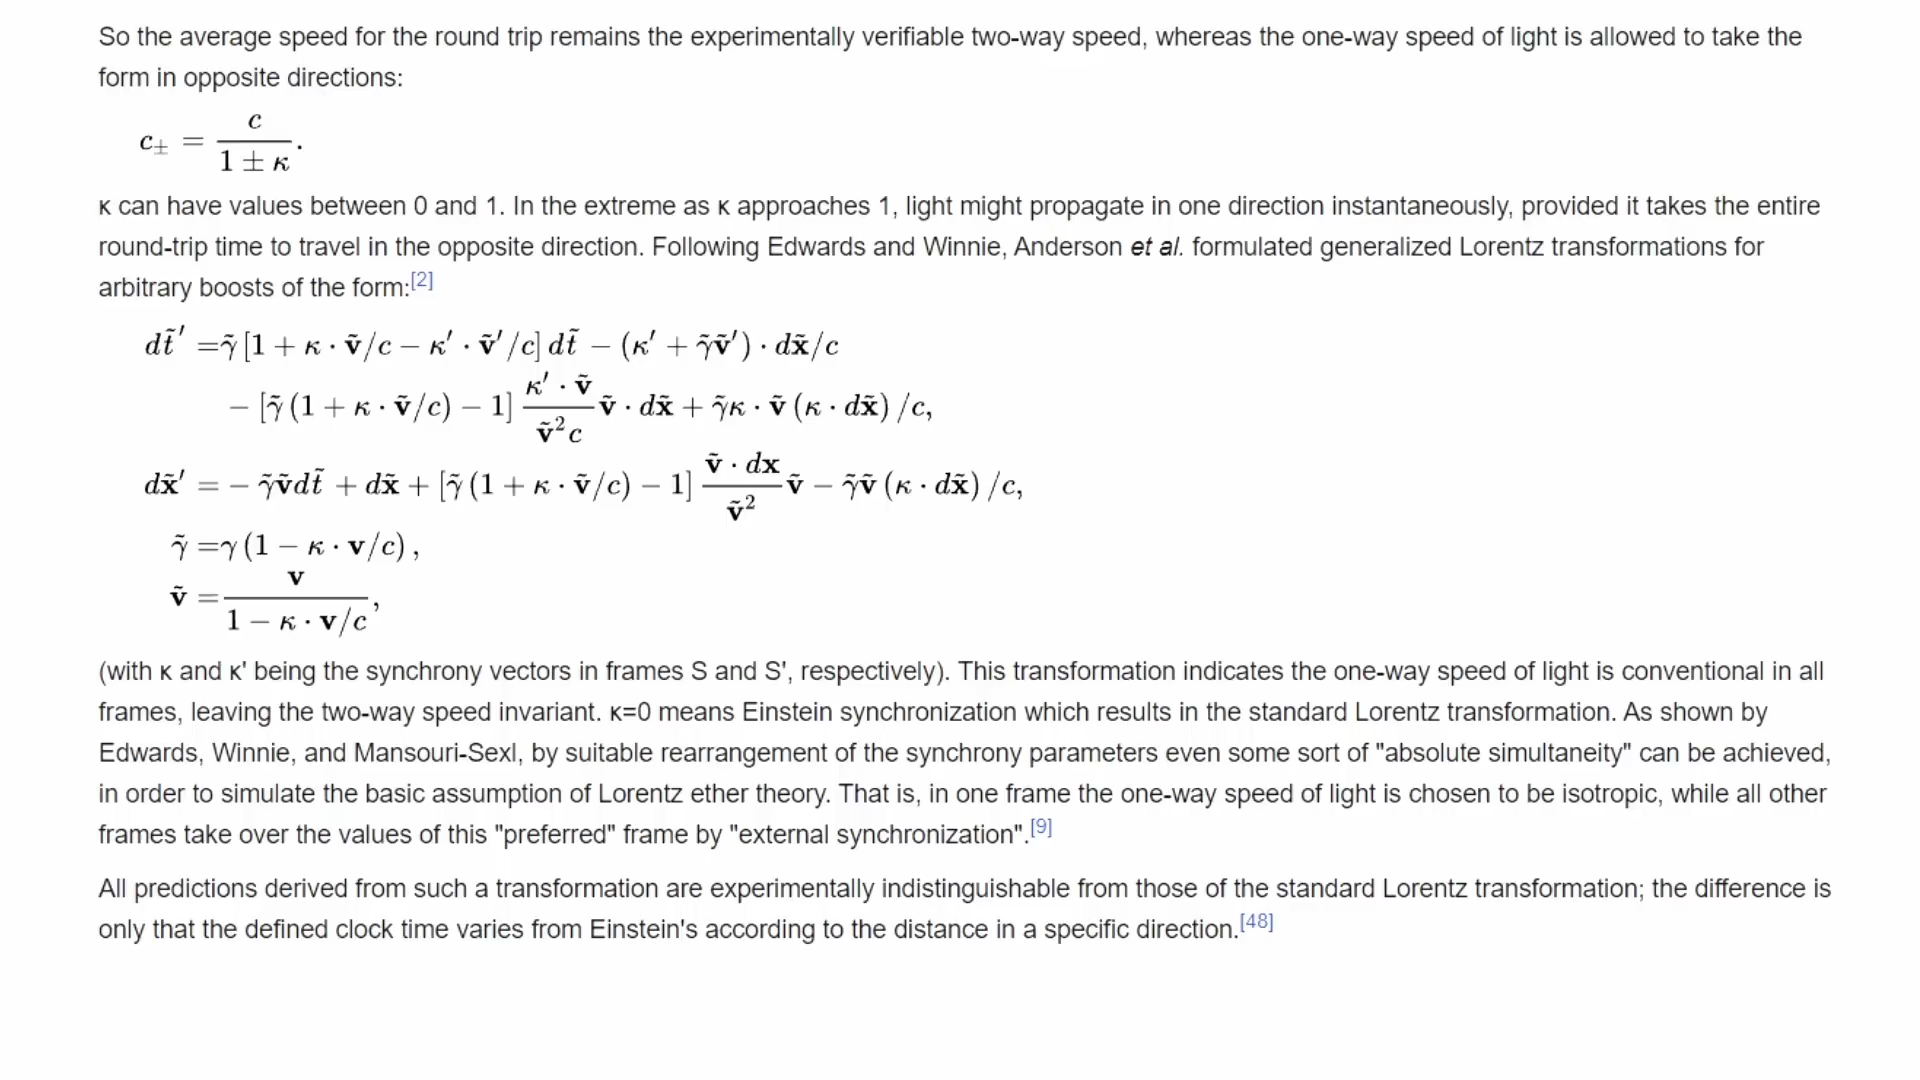 So the average speed for the round trip remains the experimentally verifiable two-way speed, whereas the one-way speed of light is allowed to take the
form in opposite directions:
c± = c / (1 ± κ).
κ can have values between 0 and 1. In the extreme as κ approaches 1, light might propagate in one direction instantaneously, provided it takes the entire
round-trip time to travel in the opposite direction. Following Edwards and Winnie, Anderson et al. formulated generalized Lorentz transformations for
arbitrary boosts of the form:[2]
dt̃′ =γ̃ [1 + κ · ṽ/c − κ′ · ṽ′/c] dt̃ − (κ′ + γ̃ṽ′) · dx̃/c
− [γ̃ (1 + κ · ṽ/c) − 1] (κ′ · ṽ / ṽ²c) ṽ · dx̃ + γ̃κ · ṽ (κ · dx̃) /c,
dx̃′ = − γ̃ṽdt̃ + dx̃ + [γ̃ (1 + κ · ṽ/c) − 1] (ṽ · dx / ṽ²) ṽ − γ̃ṽ (κ · dx̃) /c,
γ̃ =γ (1 − κ · v/c) ,
ṽ = v / (1 − κ · v/c),
(with κ and κ' being the synchrony vectors in frames S and S', respectively). This transformation indicates the one-way speed of light is conventional in all
frames, leaving the two-way speed invariant. κ=0 means Einstein synchronization which results in the standard Lorentz transformation. As shown by
Edwards, Winnie, and Mansouri-Sexl, by suitable rearrangement of the synchrony parameters even some sort of "absolute simultaneity" can be achieved,
in order to simulate the basic assumption of Lorentz ether theory. That is, in one frame the one-way speed of light is chosen to be isotropic, while all other
frames take over the values of this "preferred" frame by "external synchronization".[9]
All predictions derived from such a transformation are experimentally indistinguishable from those of the standard Lorentz transformation; the difference is
only that the defined clock time varies from Einstein's according to the distance in a specific direction.[48]